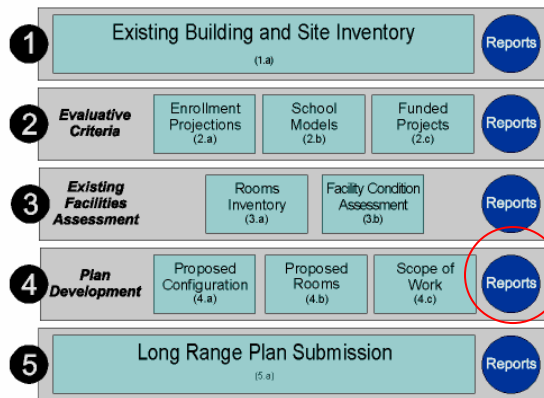 1
Existing Building and Site Inventory
(1.a)
Reports
2
Evaluative
Criteria
Enrollment
Projections
(2.a)
School
Models
(2.b)
Funded
Projects
(2.c)
Reports
3
Existing
Facilities
Assessment
Rooms
Inventory
(3.a)
Facility Condition
Assessment
(3.b)
Reports
4
Plan
Development
Proposed
Configuration
(4.a)
Proposed
Rooms
(4.b)
Scope of
Work
(4.c)
Reports
5
Long Range Plan Submission
(5.a)
Reports